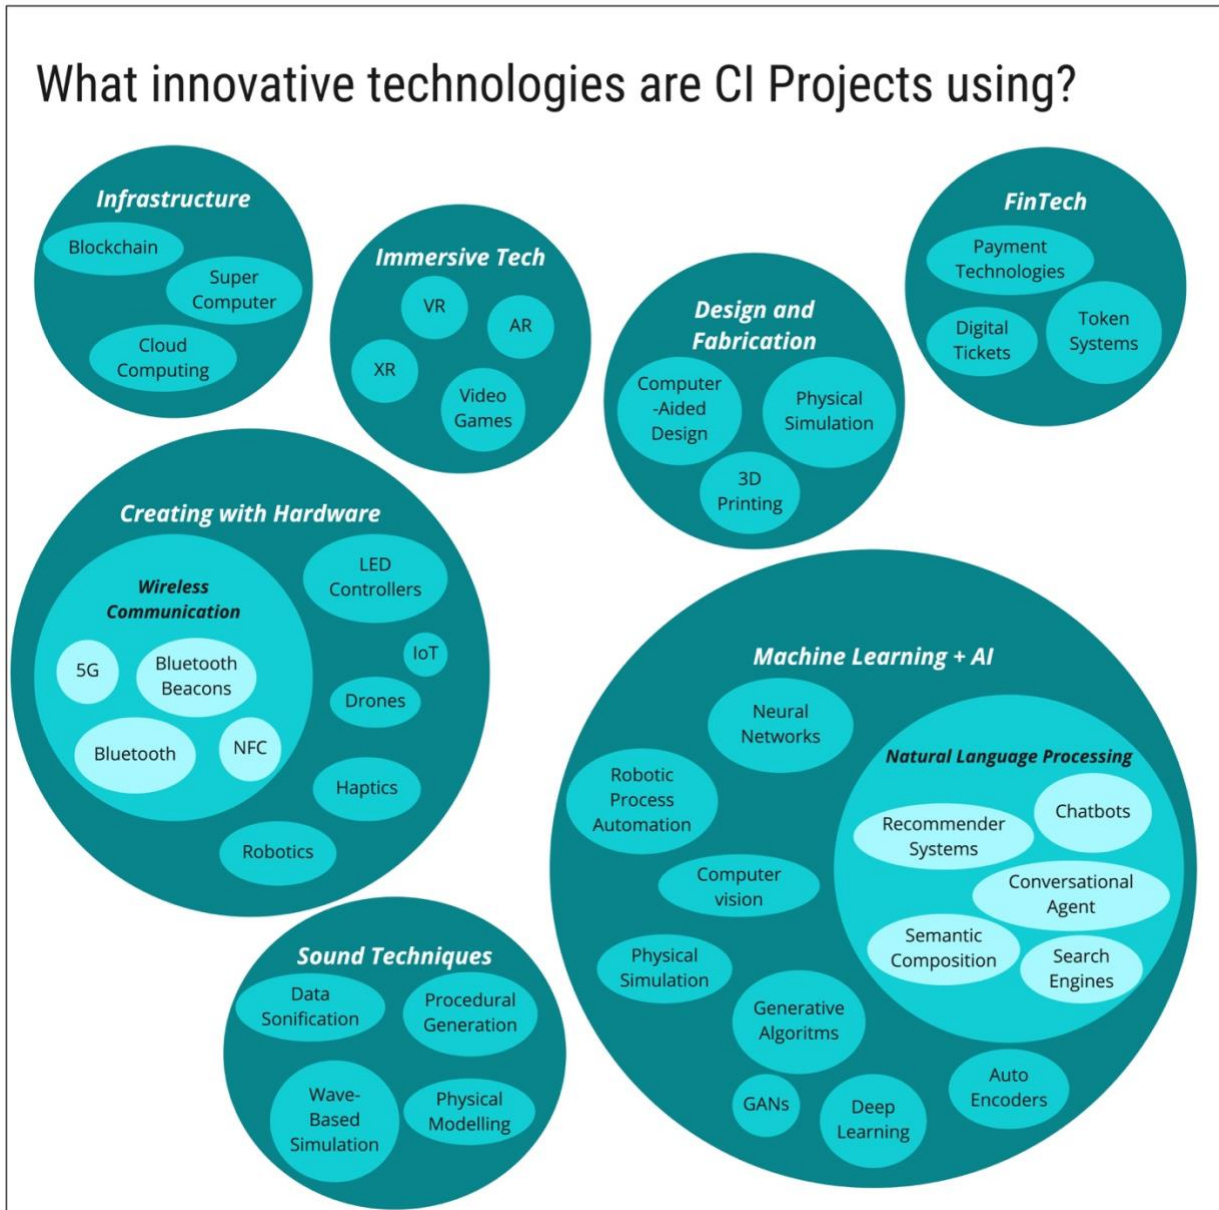 What innovative technologies are CI Projects using?
Infrastructure
Blockchain
Super
Computer
Cloud
Computing
Immersive Tech
VR
AR
XR
Video
Games
Design and
Fabrication
Computer
-Aided
Design
Physical
Simulation
3D
Printing
FinTech
Payment
Technologies
Digital
Tickets
Token
Systems
Creating with Hardware
Wireless
Communication
5G
Bluetooth
Beacons
Bluetooth
NFC
LED
Controllers
IoT
Drones
Haptics
Robotics
Machine Learning + AI
Neural
Networks
Robotic
Process
Automation
Computer
vision
Physical
Simulation
Generative
Algoritms
GANs
Deep
Learning
Auto
Encoders
Natural Language Processing
Chatbots
Recommender
Systems
Conversational
Agent
Semantic
Composition
Search
Engines
Sound Techniques
Data
Sonification
Procedural
Generation
Wave-
Based
Simulation
Physical
Modelling